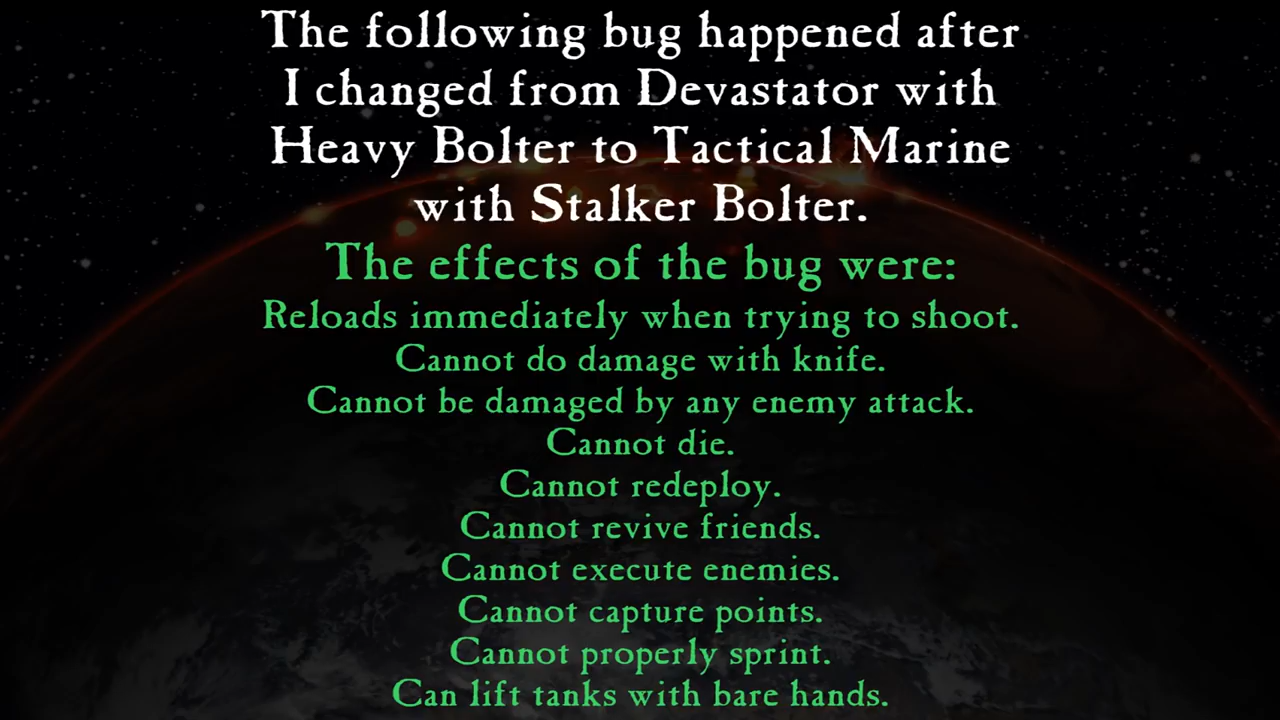 The following bug happened after
I changed from Devastator with
Heavy Bolter to Tactical Marine
with Stalker Bolter.
The effects of the bug were:
Reloads immediately when trying to shoot.
Cannot do damage with knife.
Cannot be damaged by any enemy attack.
Cannot die.
Cannot redeploy.
Cannot revive friends.
Cannot execute enemies.
Cannot capture points.
Cannot properly sprint.
Can lift tanks with bare hands.